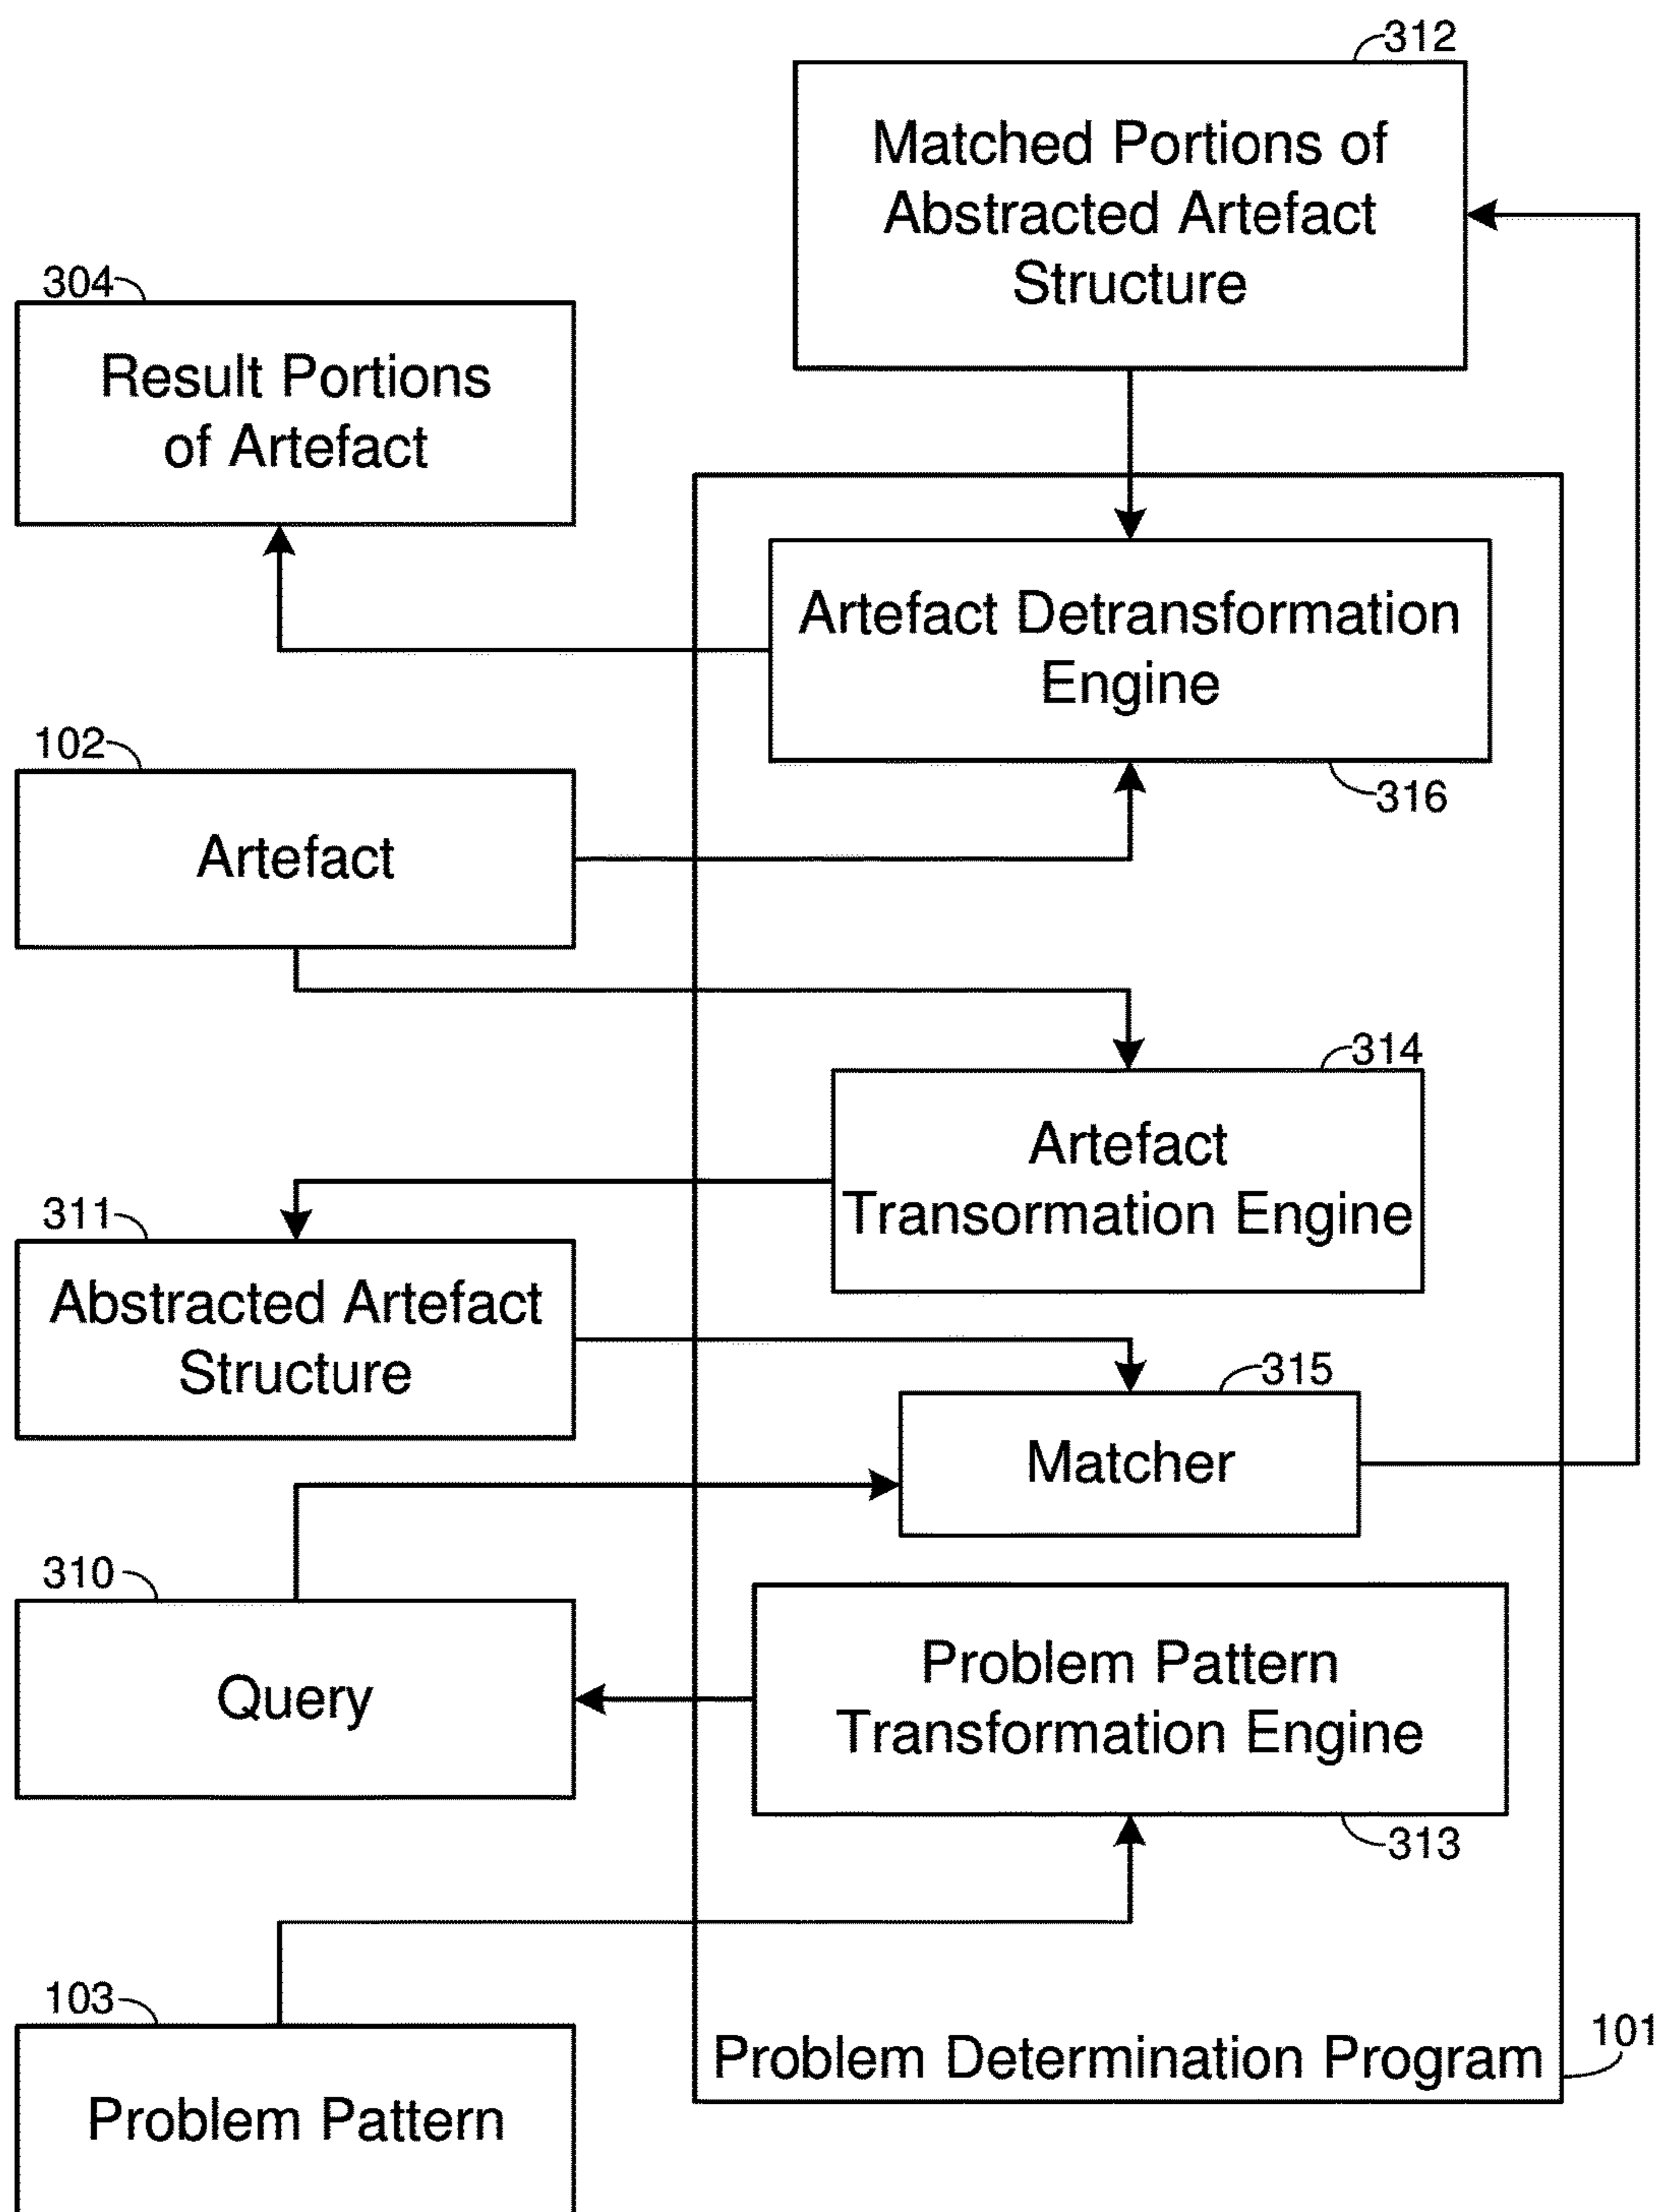 312
Matched Portions of
Abstracted Artefact
Structure
304
Result Portions
of Artefact
Artefact Detransformation
Engine
316
102
Artefact
314
Artefact
Transormation Engine
311
Abstracted Artefact
Structure
315
Matcher
310
Query
Problem Pattern
Transformation Engine
313
103
Problem Pattern
Problem Determination Program
101